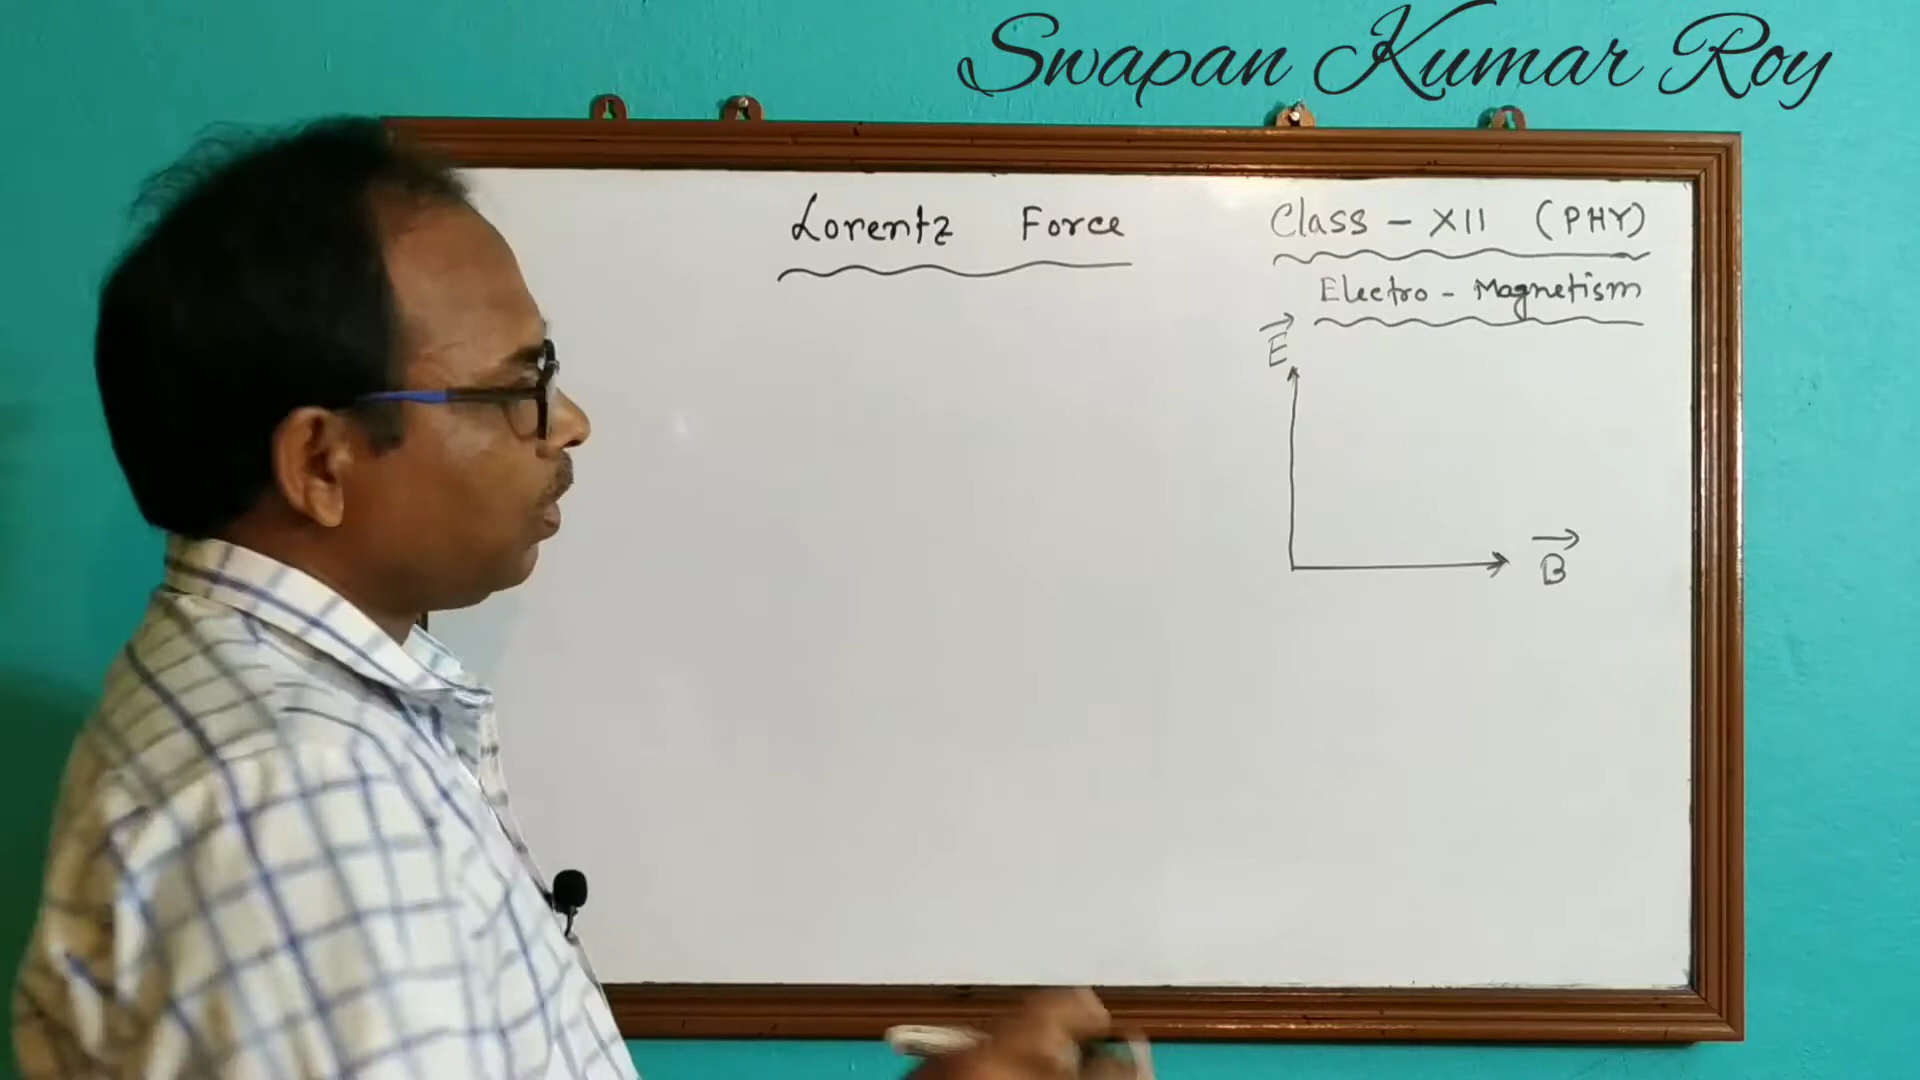 Swapan Kumar Roy
Lorentz Force
Class - XII (PHY)
Electro - Magnetism
E
B